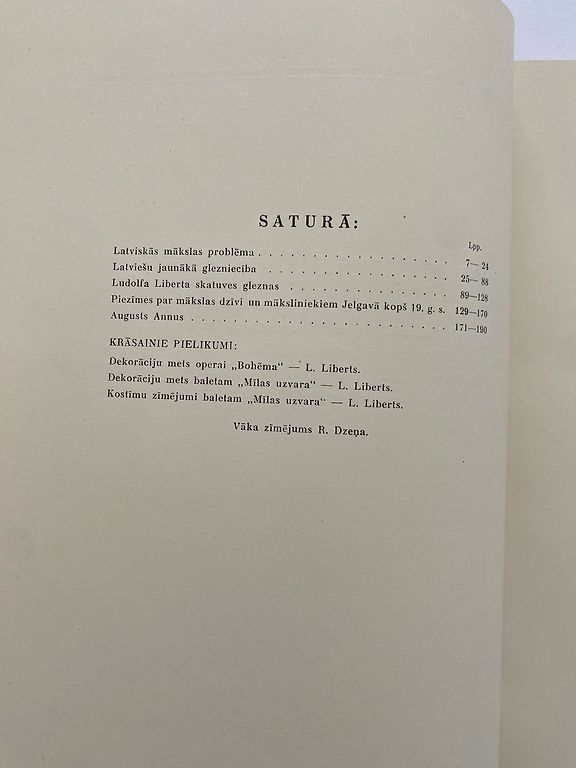 SATURĀ:
Lpp.
Latviskās mākslas problēma . . . . . . . . . . . . . . . . 7— 24
Latviešu jaunākā glezniecība . . . . . . . . . . . . . . . 25— 88
Ludolfa Liberta skatuves gleznas . . . . . . . . . . . . . 89—128
Piezīmes par mākslas dzīvi un māksliniekiem Jelgavā kopš 19. g. s. 129—170
Augusts Annus . . . . . . . . . . . . . . . . . . . . . 171—190
KRĀSAINIE PIELIKUMI:
Dekorāciju mets operai „Bohēma“ — L. Liberts.
Dekorāciju mets baletam „Mīlas uzvara“ — L. Liberts.
Kostīmu zīmējumi baletam „Mīlas uzvara“ — L. Liberts.
Vāka zīmējums R. Dzeņa.